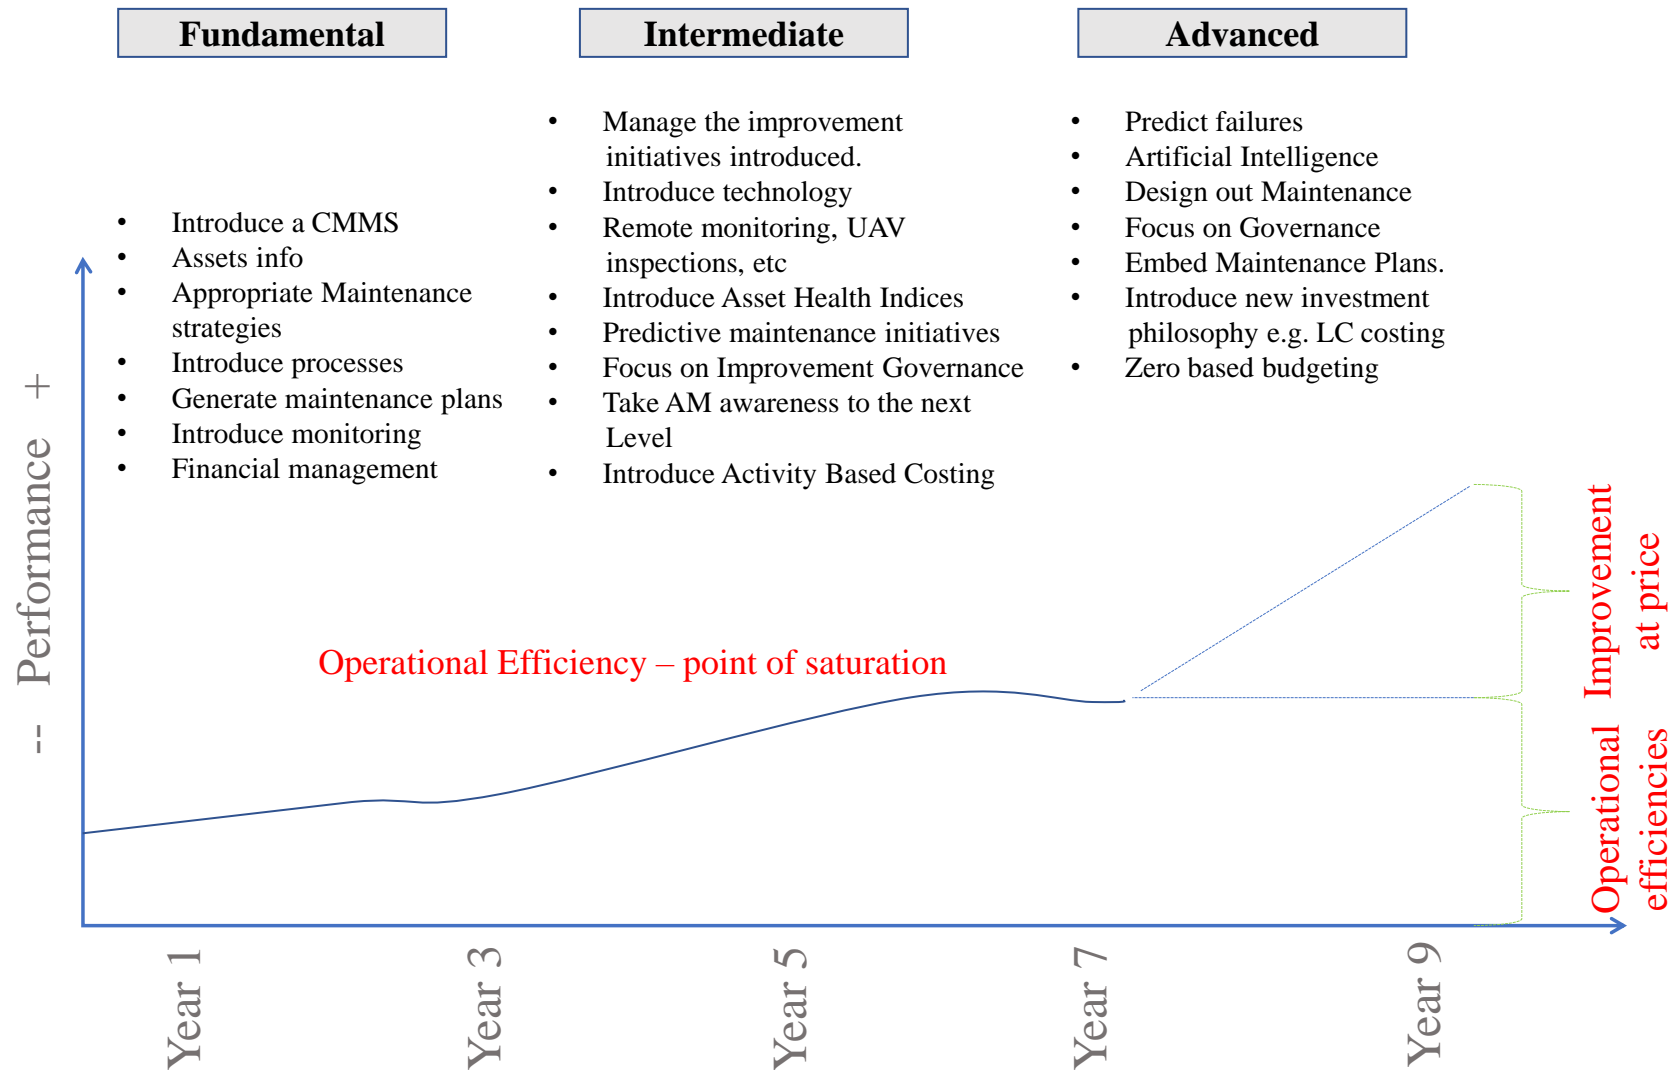 Fundamental
Intermediate
Advanced
• Introduce a CMMS
• Assets info
• Appropriate Maintenance
strategies
• Introduce processes
• Generate maintenance plans
• Introduce monitoring
• Financial management
• Manage the improvement
initiatives introduced.
• Introduce technology
• Remote monitoring, UAV
inspections, etc
• Introduce Asset Health Indices
• Predictive maintenance initiatives
• Focus on Improvement Governance
• Take AM awareness to the next
Level
• Introduce Activity Based Costing
• Predict failures
• Artificial Intelligence
• Design out Maintenance
• Focus on Governance
• Embed Maintenance Plans.
• Introduce new investment
philosophy e.g. LC costing
• Zero based budgeting
-- Performance +
Operational Efficiency – point of saturation
Improvement
at price
Operational
efficiencies
Year 1
Year 3
Year 5
Year 7
Year 9